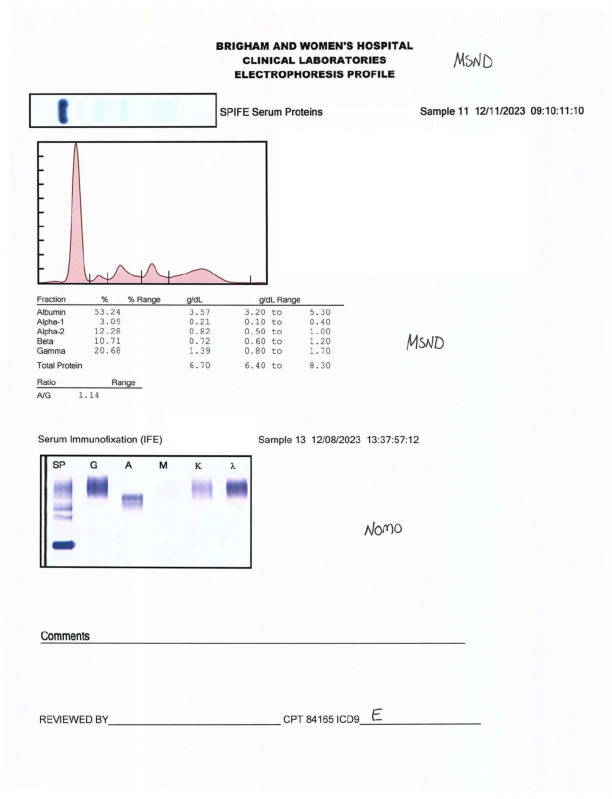 BRIGHAM AND WOMEN'S HOSPITAL
CLINICAL LABORATORIES
ELECTROPHORESIS PROFILE
MSND
SPIFE Serum Proteins Sample 11 12/11/2023 09:10:11:10
Fraction % % Range g/dL g/dL Range
Albumin 53.24 3.57 3.20 to 5.30
Alpha-1 3.09 0.21 0.10 to 0.40
Alpha-2 12.28 0.82 0.50 to 1.00
Beta 10.71 0.72 0.60 to 1.20
Gamma 20.68 1.39 0.80 to 1.70
Total Protein 6.70 6.40 to 8.30
MSND
Ratio Range
A/G 1.14
Serum Immunofixation (IFE) Sample 13 12/08/2023 13:37:57:12
SP G A M K λ
NOMO
Comments
REVIEWED BY CPT 84165 ICD9 E